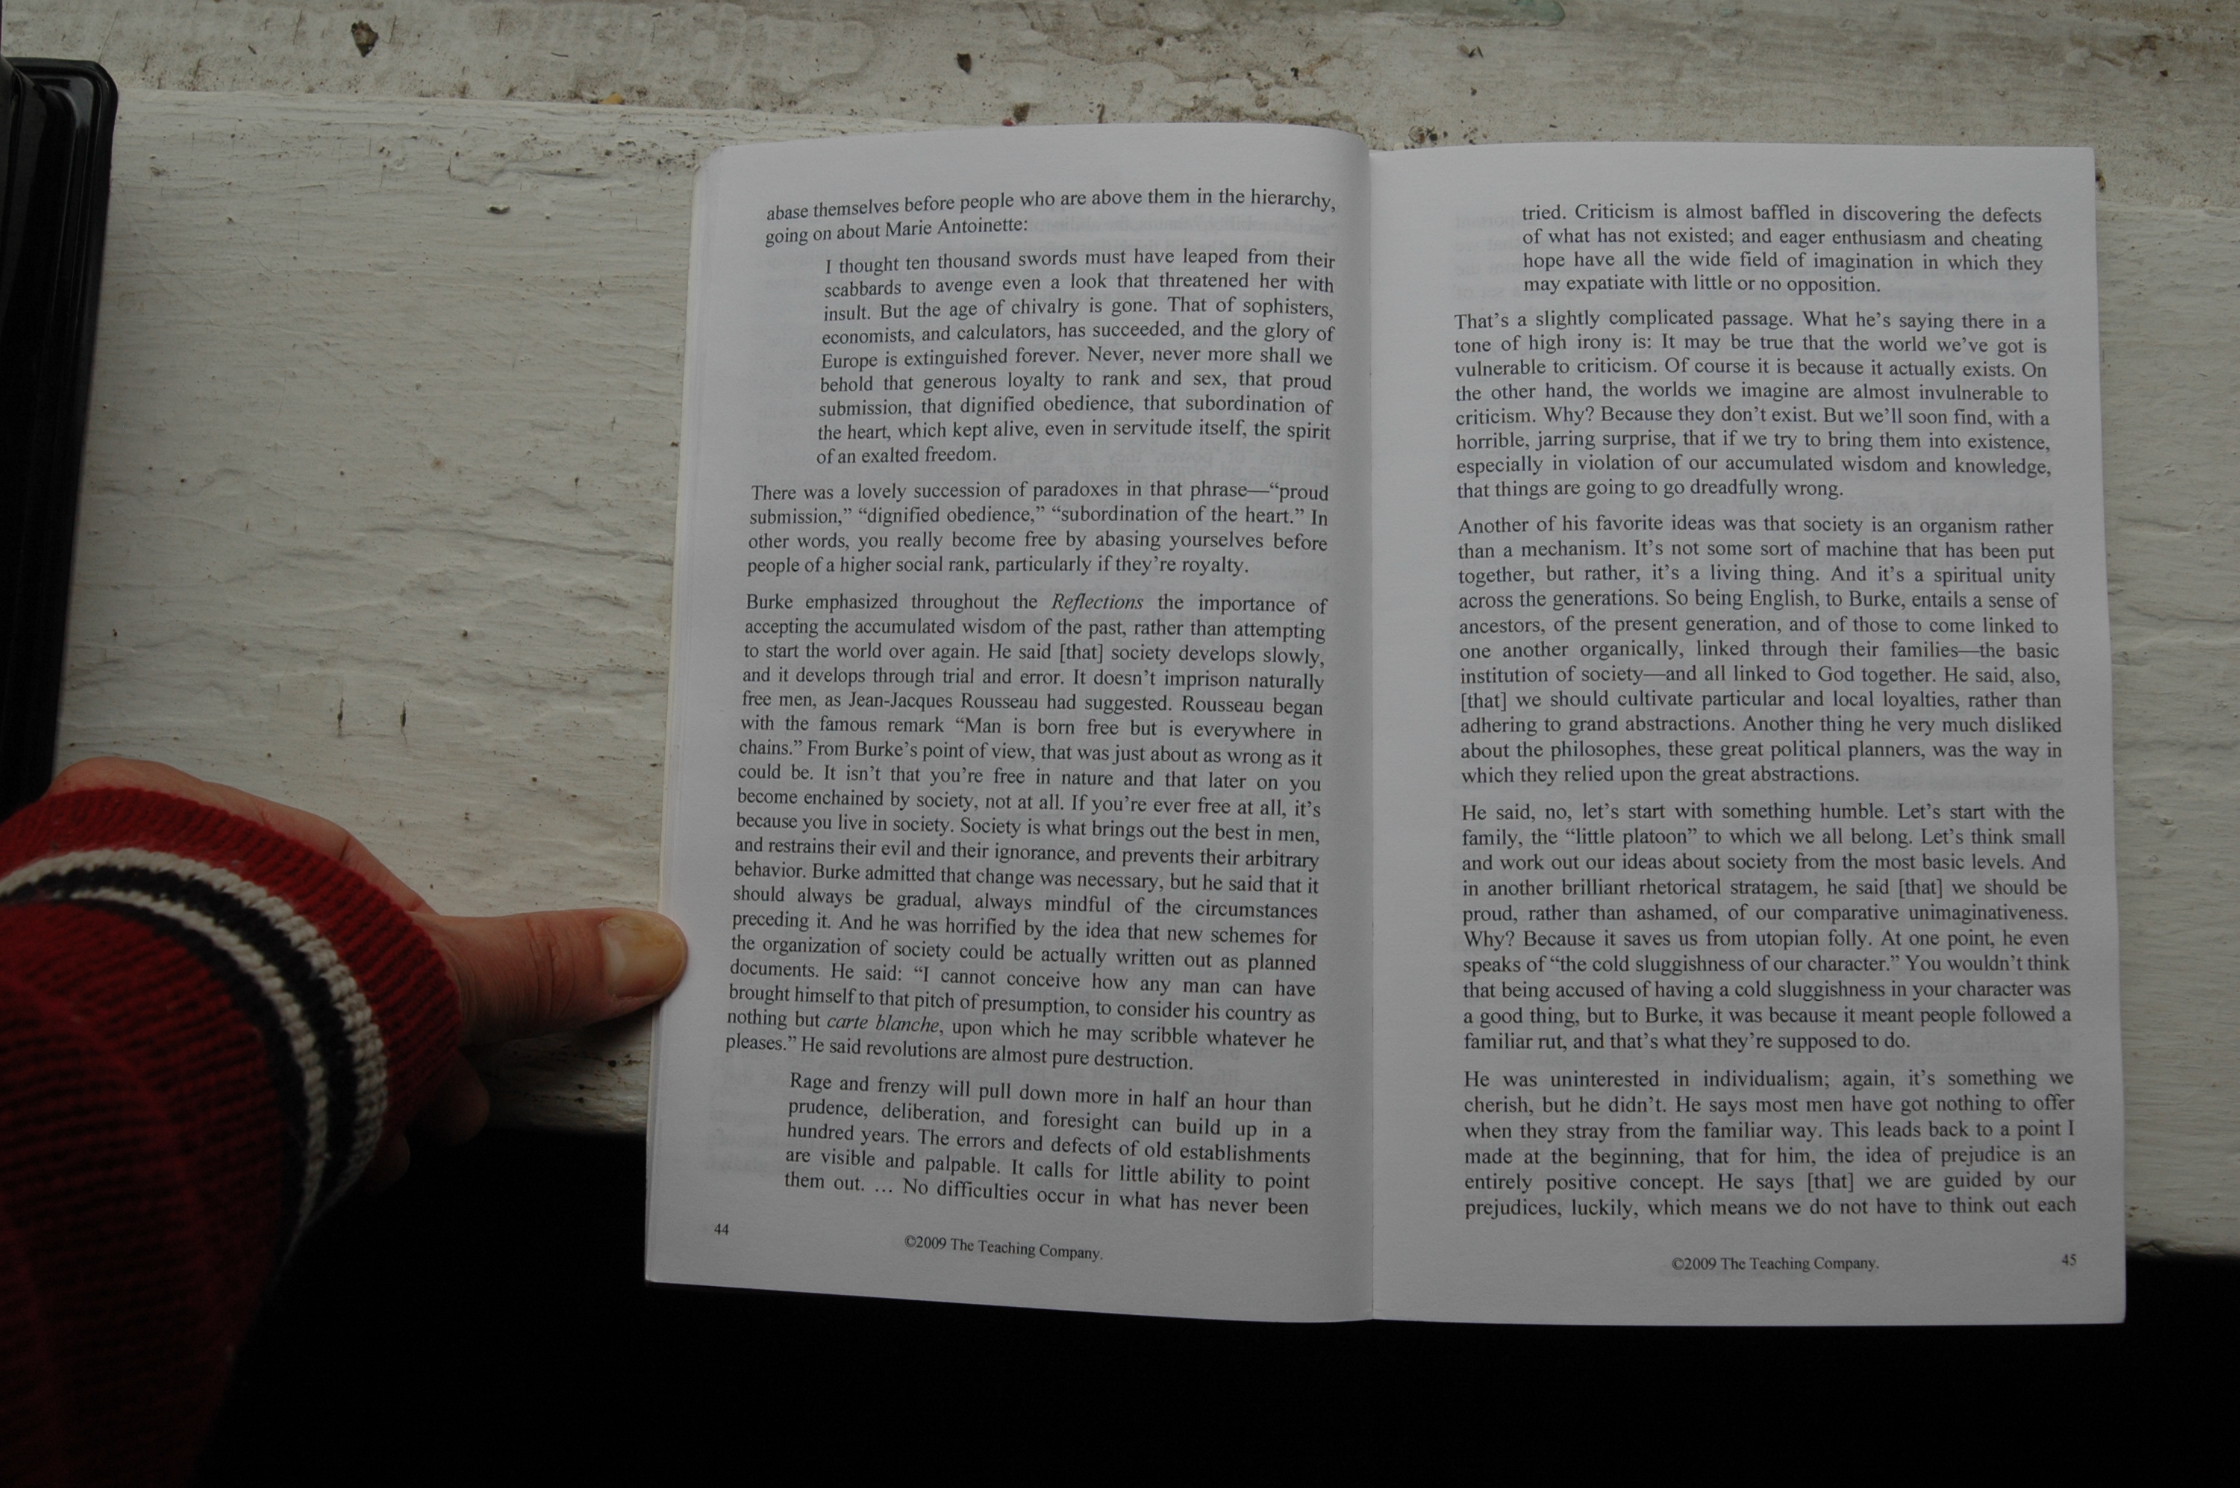 abase themselves before people who are above them in the hierarchy,
going on about Marie Antoinette:
I thought ten thousand swords must have leaped from their
scabbards to avenge even a look that threatened her with
insult. But the age of chivalry is gone. That of sophisters,
economists, and calculators, has succeeded, and the glory of
Europe is extinguished forever. Never, never more shall we
behold that generous loyalty to rank and sex, that proud
submission, that dignified obedience, that subordination of
the heart, which kept alive, even in servitude itself, the spirit
of an exalted freedom.
There was a lovely succession of paradoxes in that phrase—“proud
submission,” “dignified obedience,” “subordination of the heart.” In
other words, you really become free by abasing yourselves before
people of a higher social rank, particularly if they’re royalty.
Burke emphasized throughout the Reflections the importance of
accepting the accumulated wisdom of the past, rather than attempting
to start the world over again. He said [that] society develops slowly,
and it develops through trial and error. It doesn’t imprison naturally
free men, as Jean-Jacques Rousseau had suggested. Rousseau began
with the famous remark “Man is born free but is everywhere in
chains.” From Burke’s point of view, that was just about as wrong as it
could be. It isn’t that you’re free in nature and that later on you
become enchained by society, not at all. If you’re ever free at all, it’s
because you live in society. Society is what brings out the best in men,
and restrains their evil and their ignorance, and prevents their arbitrary
behavior. Burke admitted that change was necessary, but he said that it
should always be gradual, always mindful of the circumstances
preceding it. And he was horrified by the idea that new schemes for
the organization of society could be actually written out as planned
documents. He said: “I cannot conceive how any man can have
brought himself to that pitch of presumption, to consider his country as
nothing but carte blanche, upon which he may scribble whatever he
pleases.” He said revolutions are almost pure destruction.
Rage and frenzy will pull down more in half an hour than
prudence, deliberation, and foresight can build up in a
hundred years. The errors and defects of old establishments
are visible and palpable. It calls for little ability to point
them out. … No difficulties occur in what has never been
44
©2009 The Teaching Company.
tried. Criticism is almost baffled in discovering the defects
of what has not existed; and eager enthusiasm and cheating
hope have all the wide field of imagination in which they
may expatiate with little or no opposition.
That’s a slightly complicated passage. What he’s saying there in a
tone of high irony is: It may be true that the world we’ve got is
vulnerable to criticism. Of course it is because it actually exists. On
the other hand, the worlds we imagine are almost invulnerable to
criticism. Why? Because they don’t exist. But we’ll soon find, with a
horrible, jarring surprise, that if we try to bring them into existence,
especially in violation of our accumulated wisdom and knowledge,
that things are going to go dreadfully wrong.
Another of his favorite ideas was that society is an organism rather
than a mechanism. It’s not some sort of machine that has been put
together, but rather, it’s a living thing. And it’s a spiritual unity
across the generations. So being English, to Burke, entails a sense of
ancestors, of the present generation, and of those to come linked to
one another organically, linked through their families—the basic
institution of society—and all linked to God together. He said, also,
[that] we should cultivate particular and local loyalties, rather than
adhering to grand abstractions. Another thing he very much disliked
about the philosophes, these great political planners, was the way in
which they relied upon the great abstractions.
He said, no, let’s start with something humble. Let’s start with the
family, the “little platoon” to which we all belong. Let’s think small
and work out our ideas about society from the most basic levels. And
in another brilliant rhetorical stratagem, he said [that] we should be
proud, rather than ashamed, of our comparative unimaginativeness.
Why? Because it saves us from utopian folly. At one point, he even
speaks of “the cold sluggishness of our character.” You wouldn’t think
that being accused of having a cold sluggishness in your character was
a good thing, but to Burke, it was because it meant people followed a
familiar rut, and that’s what they’re supposed to do.
He was uninterested in individualism; again, it’s something we
cherish, but he didn’t. He says most men have got nothing to offer
when they stray from the familiar way. This leads back to a point I
made at the beginning, that for him, the idea of prejudice is an
entirely positive concept. He says [that] we are guided by our
prejudices, luckily, which means we do not have to think out each
©2009 The Teaching Company.
45